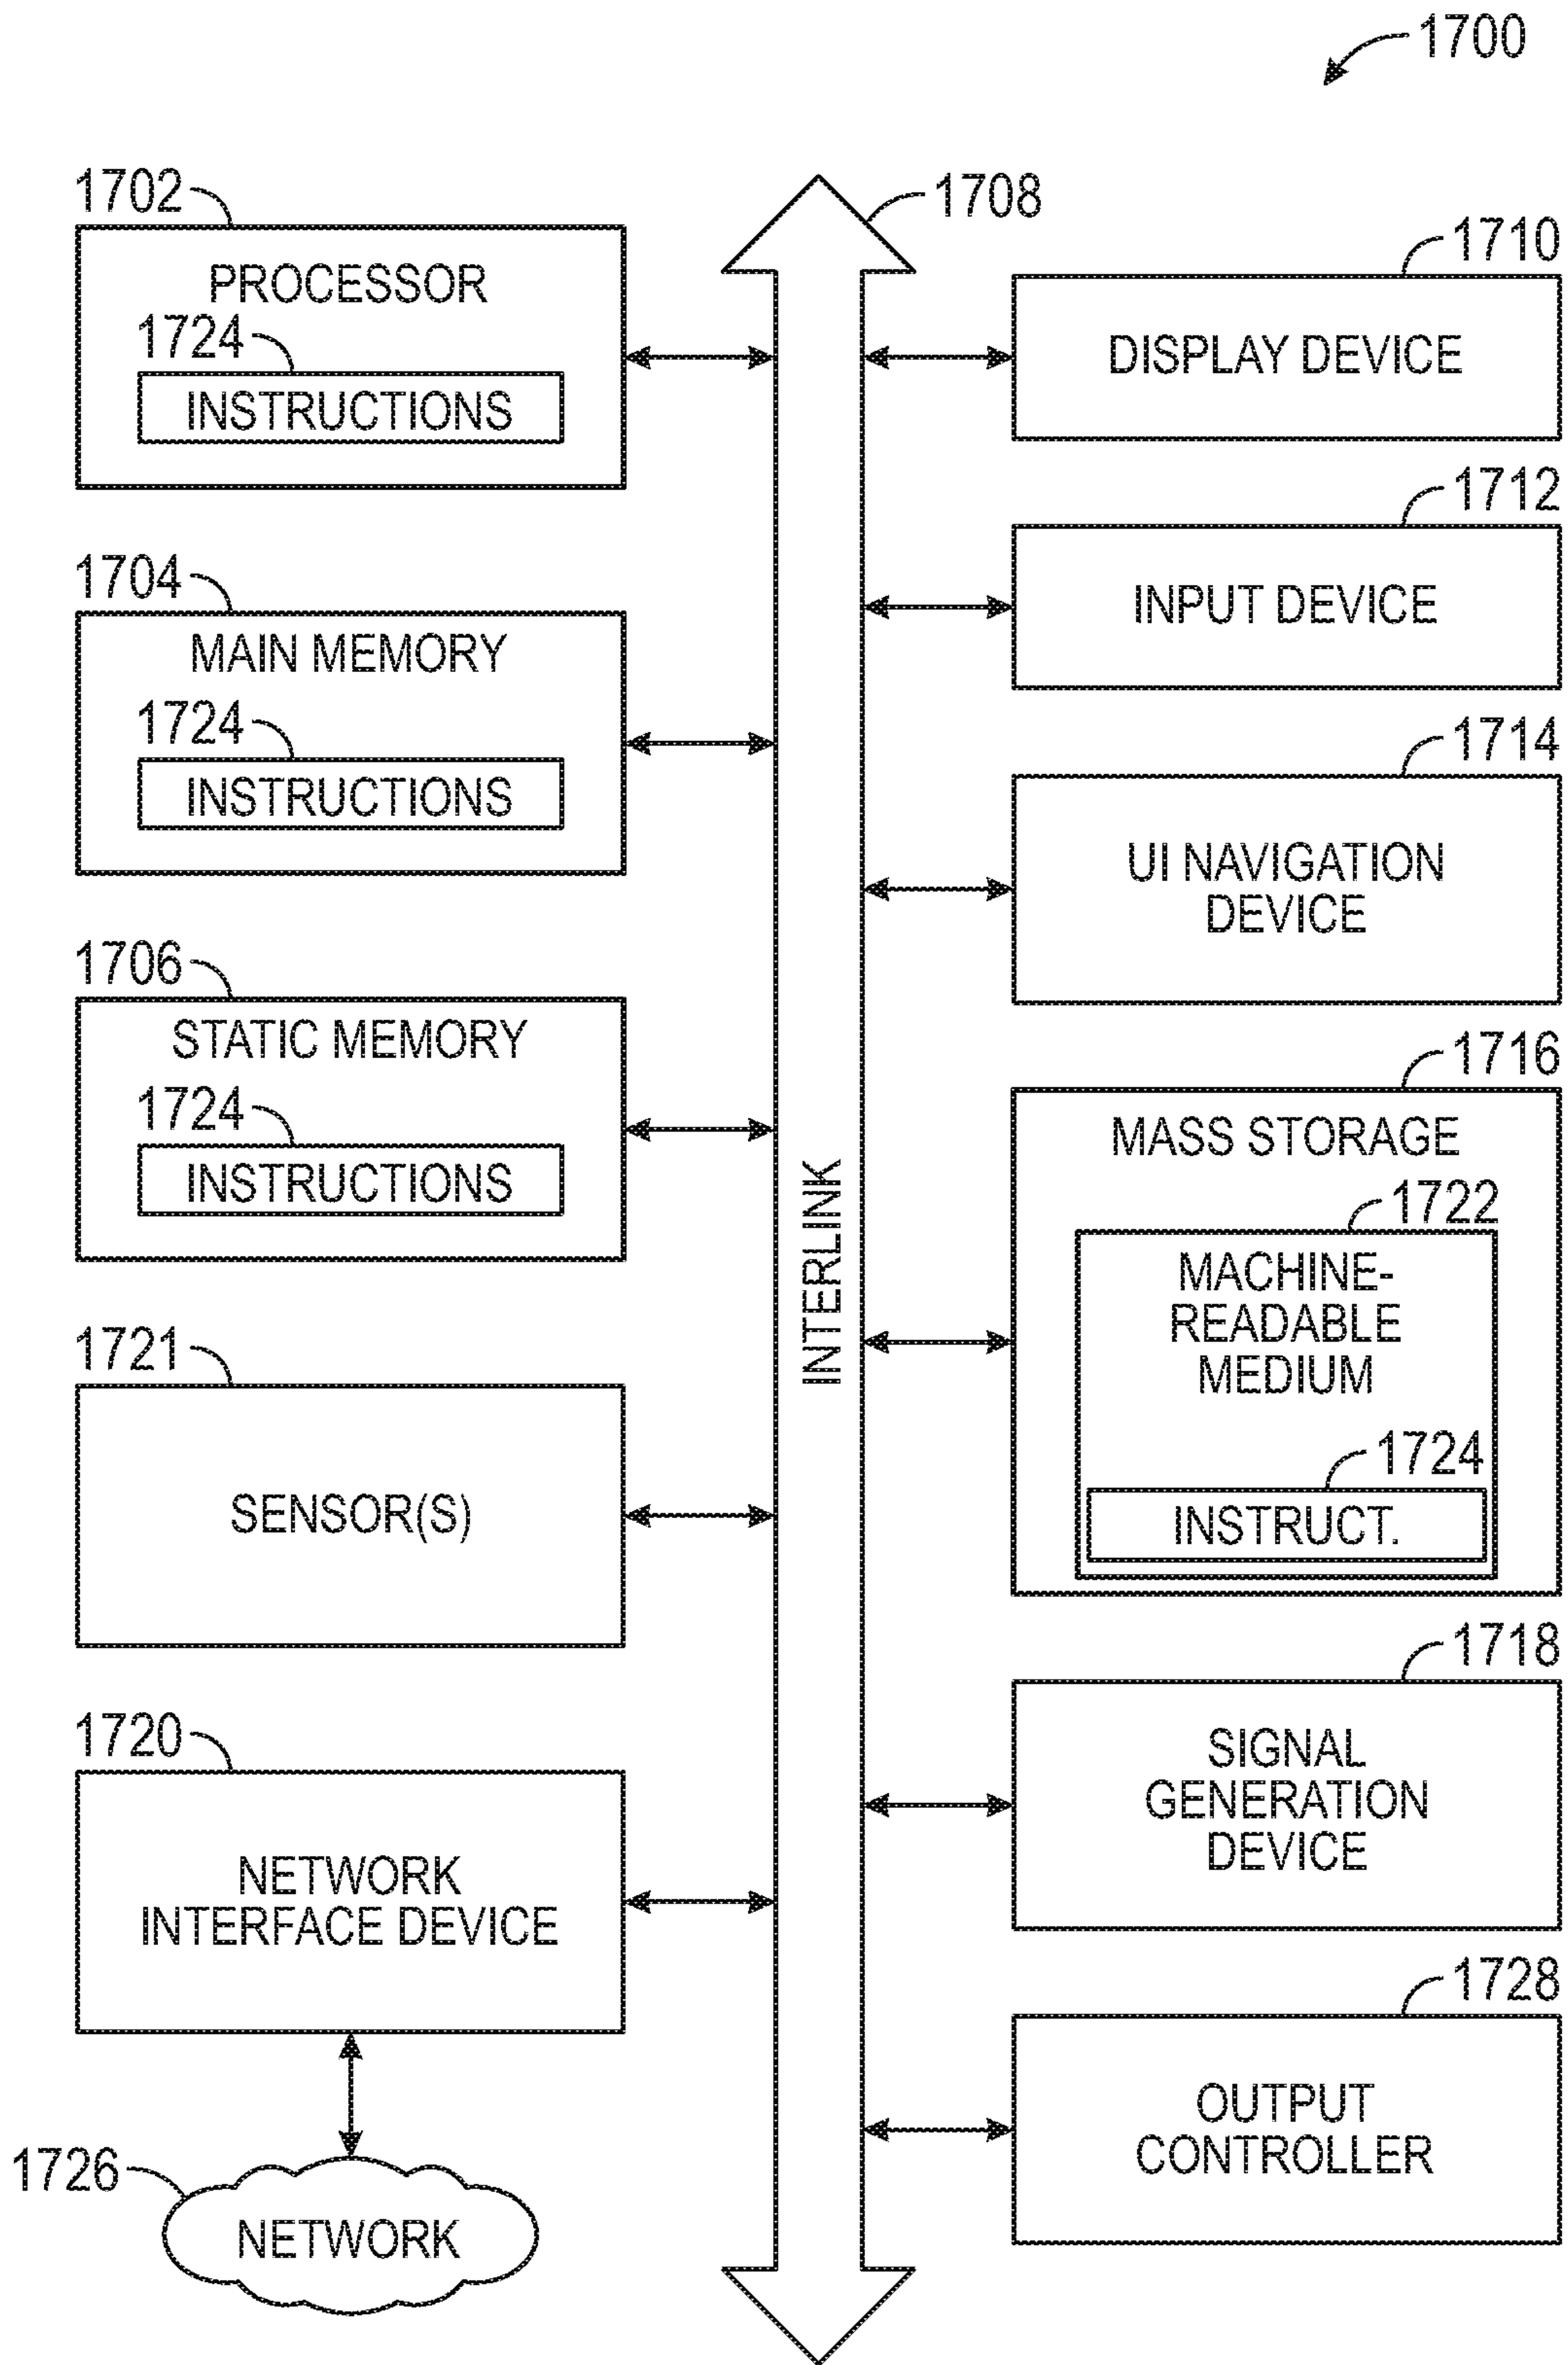 1700
1702
PROCESSOR
1724
INSTRUCTIONS
1704
MAIN MEMORY
1724
INSTRUCTIONS
1706
STATIC MEMORY
1724
INSTRUCTIONS
1721
SENSOR(S)
1720
NETWORK
INTERFACE DEVICE
1726
NETWORK
1708
INTERLINK
1710
DISPLAY DEVICE
1712
INPUT DEVICE
1714
UI NAVIGATION
DEVICE
1716
MASS STORAGE
1722
MACHINE-
READABLE
MEDIUM
1724
INSTRUCT.
1718
SIGNAL
GENERATION
DEVICE
1728
OUTPUT
CONTROLLER